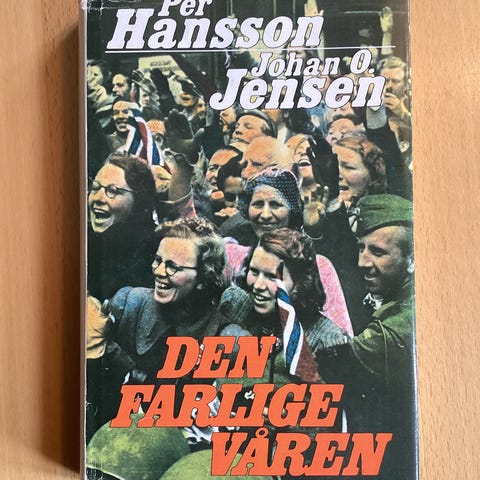 Per
Hansson
Johan O.
Jensen
DEN
FARLIGE
VÅREN